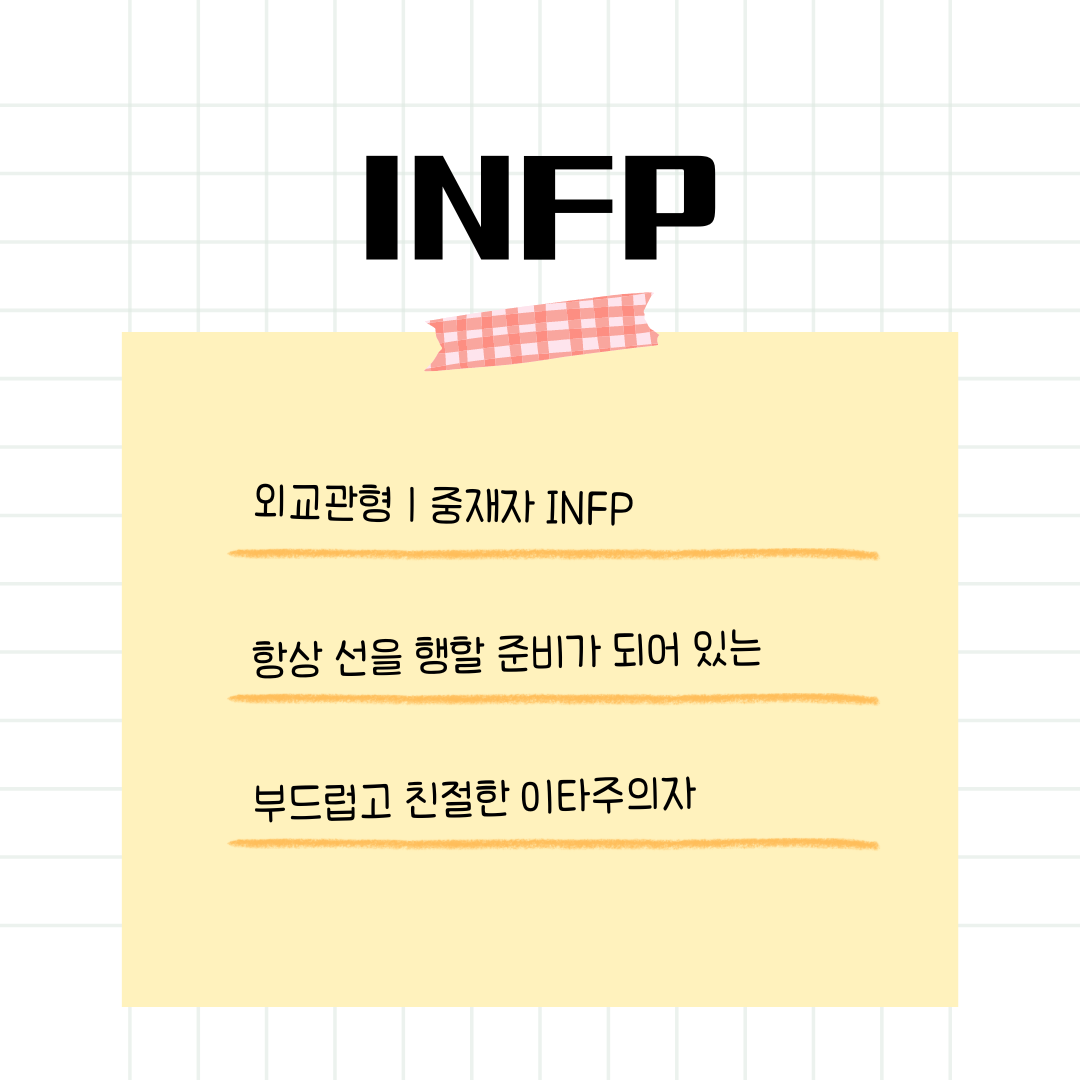 INFP
외교관형 | 중재자 INFP
항상 선을 행할 준비가 되어 있는
부드럽고 친절한 이타주의자